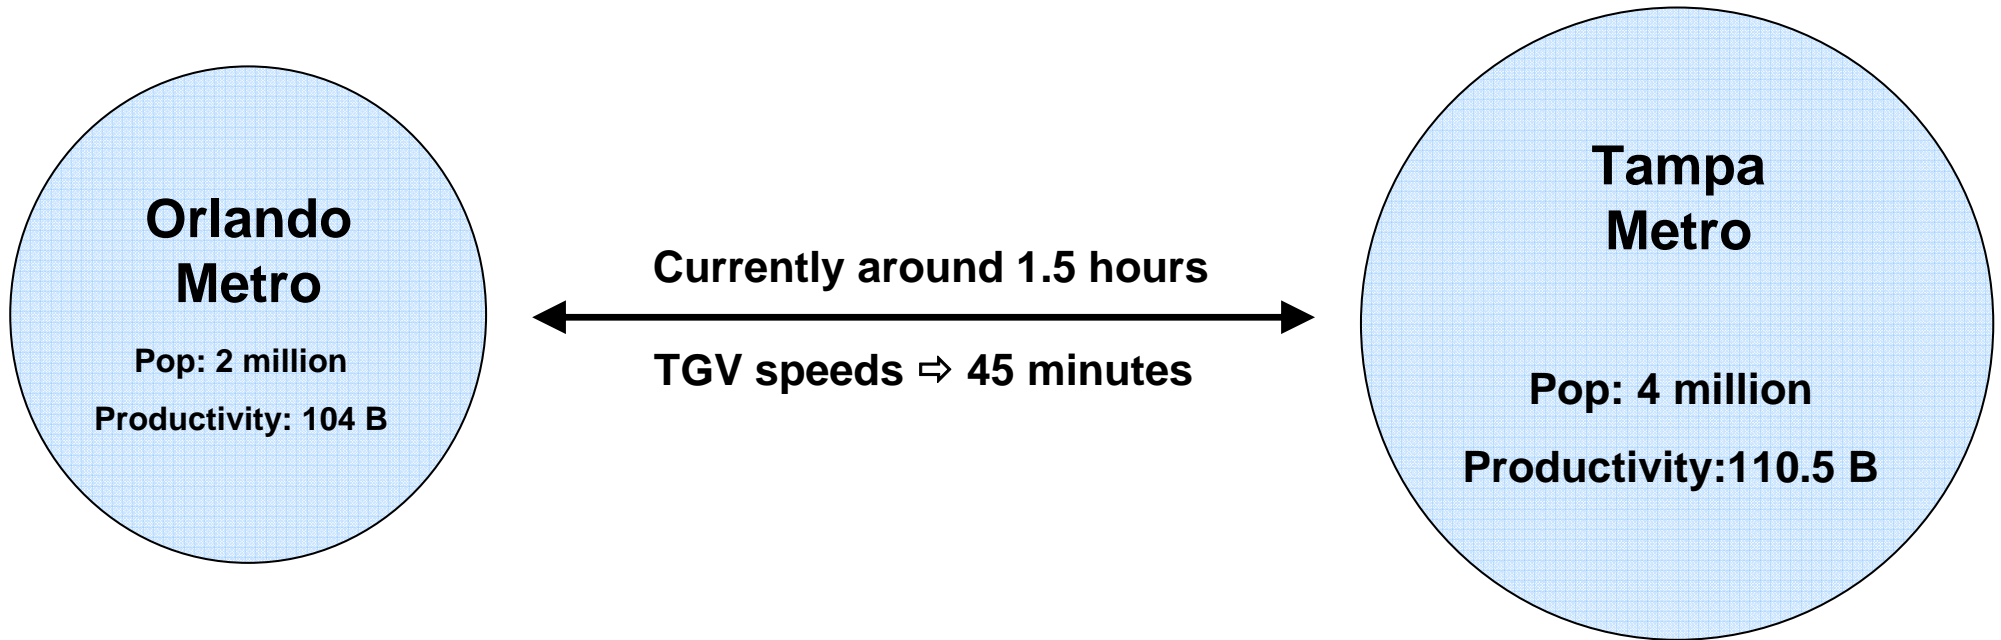 Orlando
Metro
Pop: 2 million
Productivity: 104 B
Currently around 1.5 hours
TGV speeds ⇨ 45 minutes
Tampa
Metro
Pop: 4 million
Productivity:110.5 B